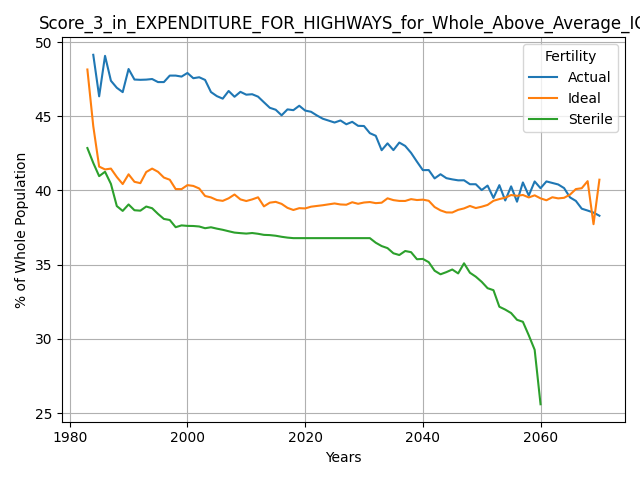 Score_3_in_EXPENDITURE_FOR_HIGHWAYS_for_Whole_Above_Average_IQ
50
45
40
35
30
25
% of Whole Population
Fertility
Actual
Ideal
Sterile
1980
2000
2020
2040
2060
Years